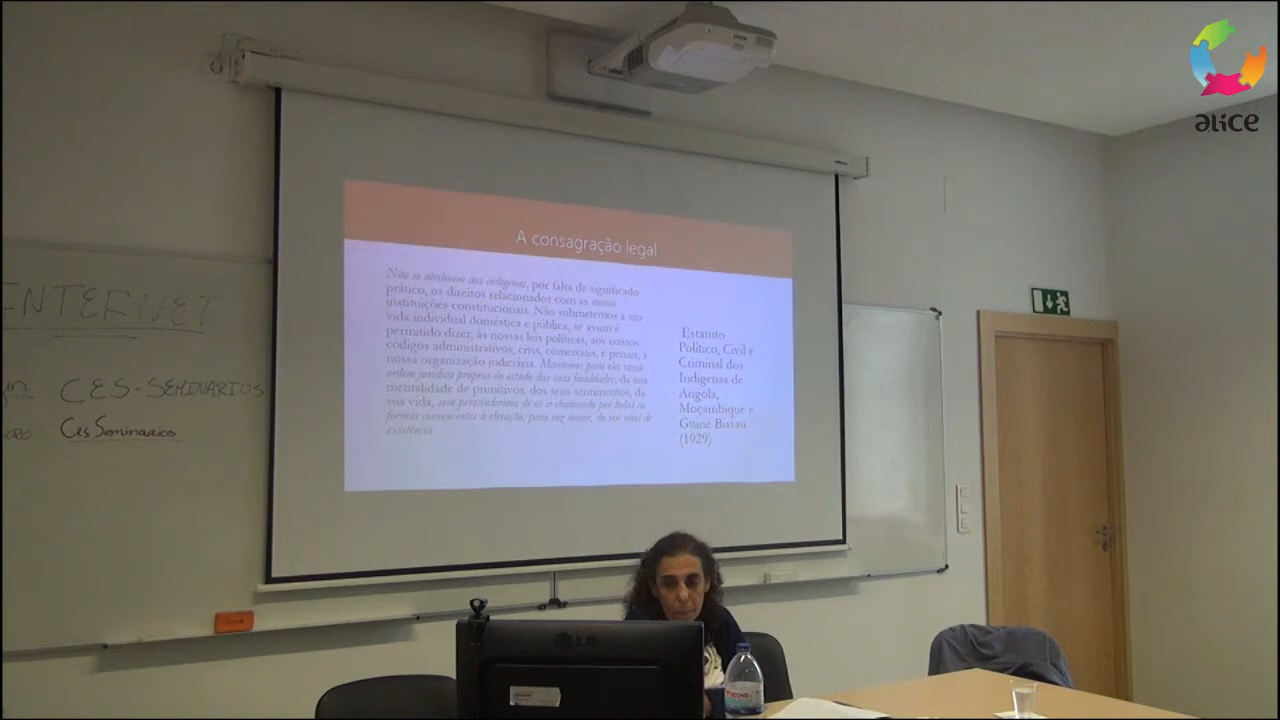 alice
A consagração legal
Não se atribuem aos indígenas, por falta de significado
prático, os direitos relacionados com as nossas
instituições constitucionais. Não submetemos a sua
vida individual doméstica e pública, se assim é
permitido dizer, às nossas leis políticas, aos nossos
códigos administrativos, civis, comerciais, e penais, a
nossa organização judiciária. Mantemos para eles uma
ordem jurídica própria do estado das suas faculdades, da sua
mentalidade de primitivos, dos seus sentimentos, da
sua vida, sem prescindirmos de os ir chamando por todas as
formas convenientes à elevação, cada vez maior, do seu nível de
existência
Estatuto
Político, Civil e
Criminal dos
Indígenas de
Angola,
Moçambique e
Guiné Bissau
(1929)
INTERNET
CES-SEMINARIOS
Ces Seminarios
LG